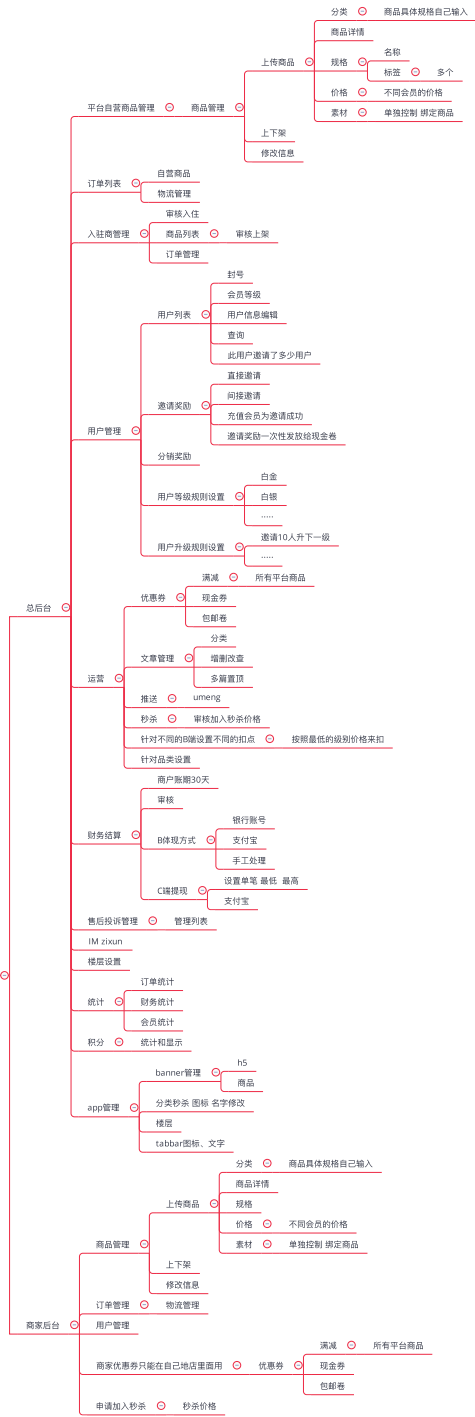 分类
商品具体规格自己输入
商品详情
名称
规格
标签
多个
上传商品
价格
不同会员的价格
素材
单独控制 绑定商品
平台自营商品管理
商品管理
上下架
修改信息
自营商品
订单列表
物流管理
审核入住
入驻商管理
商品列表
审核上架
订单管理
封号
会员等级
用户列表
用户信息编辑
查询
此用户邀请了多少用户
直接邀请
邀请奖励
间接邀请
充值会员为邀请成功
邀请奖励一次性发放给现金卷
用户管理
分销奖励
白金
用户等级规则设置
白银
.....
邀请10人升下一级
用户升级规则设置
.....
总后台
满减
所有平台商品
优惠券
现金券
包邮卷
分类
文章管理
增删改查
多篇置顶
运营
推送
umeng
秒杀
审核加入秒杀价格
针对不同的B端设置不同的扣点
按照最低的级别价格来扣
针对品类设置
商户账期30天
审核
财务结算
银行账号
B体现方式
支付宝
手工处理
设置单笔 最低 最高
C端提现
支付宝
售后投诉管理
管理列表
IM zixun
楼层设置
订单统计
统计
财务统计
会员统计
积分
统计和显示
h5
banner管理
商品
app管理
分类秒杀 图标 名字修改
楼层
tabbar图标、文字
分类
商品具体规格自己输入
商品详情
上传商品
规格
价格
不同会员的价格
素材
单独控制 绑定商品
商品管理
上下架
修改信息
订单管理
物流管理
商家后台
用户管理
满减
所有平台商品
商家优惠券只能在自己地店里面用
优惠券
现金券
包邮卷
申请加入秒杀
秒杀价格